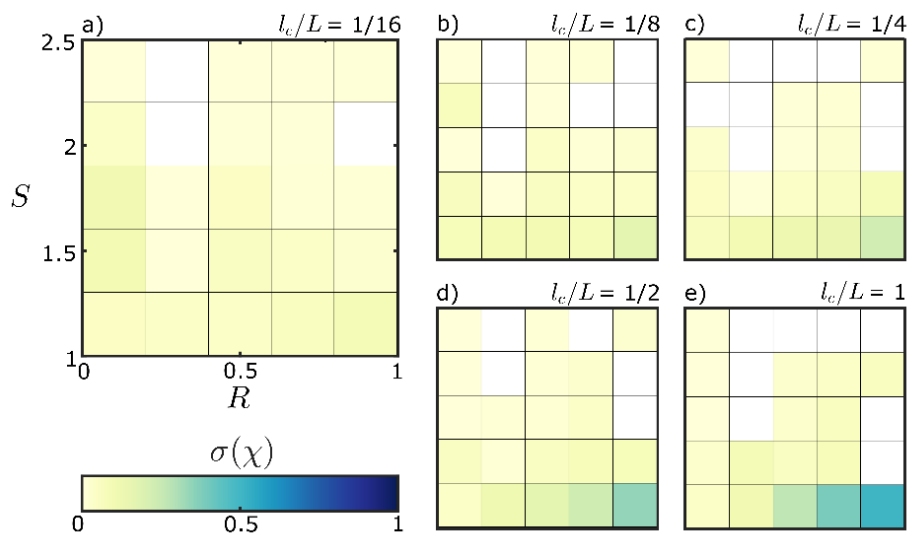 a) l_c/L = 1/16
b) l_c/L = 1/8
c) l_c/L = 1/4
2.5
2
S
1.5
1
0 0.5 1
R
d) l_c/L = 1/2
e) l_c/L = 1
σ(χ)
0 0.5 1